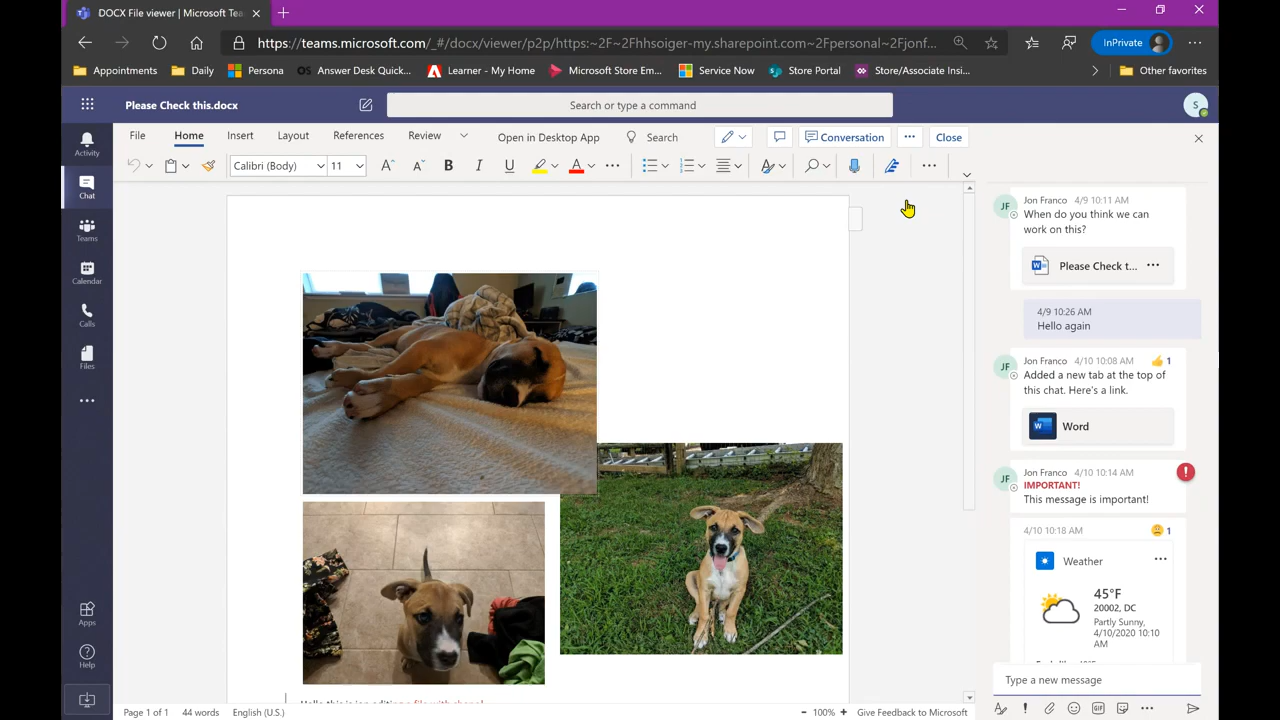 DOCX File viewer | Microsoft Tea
https://teams.microsoft.com/_#/docx/viewer/p2p/https:~2F~2Fhhsoiger-my.sharepoint.com~2Fpersonal~2Fjonf...
InPrivate
Appointments
Daily
Persona
Answer Desk Quick...
Learner - My Home
Microsoft Store Em...
Service Now
Store Portal
Store/Associate Insi...
Other favorites
Please Check this.docx
Search or type a command
S
File
Home
Insert
Layout
References
Review
Open in Desktop App
Search
Conversation
Close
Calibri (Body)
11
Activity
Chat
Teams
Calendar
Calls
Files
Apps
Help
JF
Jon Franco 4/9 10:11 AM
When do you think we can
work on this?
Please Check t...
4/9 10:26 AM
Hello again
JF
Jon Franco 4/10 10:08 AM 1
Added a new tab at the top of
this chat. Here's a link.
Word
JF
Jon Franco 4/10 10:14 AM
IMPORTANT!
This message is important!
4/10 10:18 AM 1
Weather
45°F
20002, DC
Partly Sunny,
4/10/2020 10:10
AM
Type a new message
Page 1 of 1
44 words
English (U.S.)
100%
Give Feedback to Microsoft